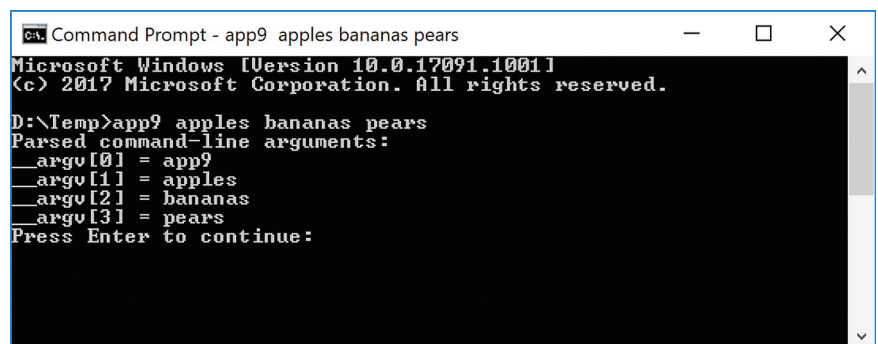 Command Prompt - app9  apples bananas pears
Microsoft Windows [Version 10.0.17091.1001]
(c) 2017 Microsoft Corporation. All rights reserved.
D:\Temp>app9 apples bananas pears
Parsed command-line arguments:
__argv[0] = app9
__argv[1] = apples
__argv[2] = bananas
__argv[3] = pears
Press Enter to continue: